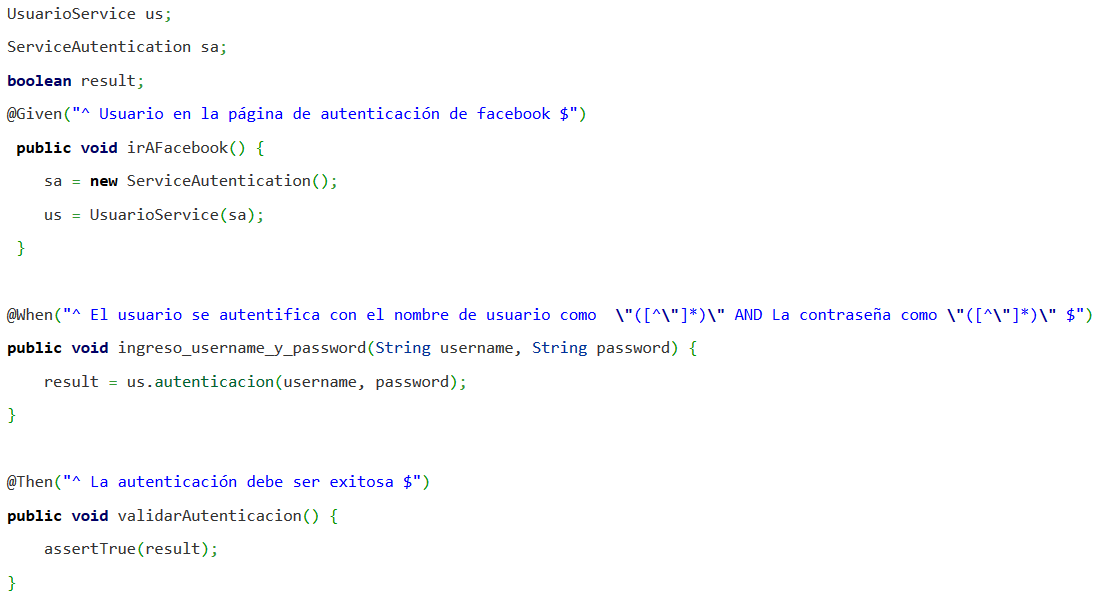 UsuarioService us;
ServiceAutentication sa;
boolean result;
@Given("^ Usuario en la página de autenticación de facebook $")
public void irAFacebook() {
sa = new ServiceAutentication();
us = UsuarioService(sa);
}
@When("^ El usuario se autentifica con el nombre de usuario como  \"([^\"]*)\" AND La contraseña como \"([^\"]*)\" $")
public void ingreso_username_y_password(String username, String password) {
result = us.autenticacion(username, password);
}
@Then("^ La autenticación debe ser exitosa $")
public void validarAutenticacion() {
assertTrue(result);
}